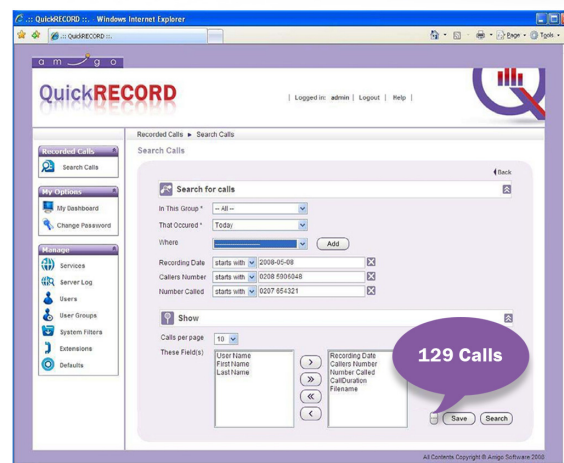 .::: QuickRECORD ::. - Windows Internet Explorer
.::: QuickRECORD ::.
Page
Tools
amigo
QuickRECORD
| Logged in: admin | Logout | Help |
Recorded Calls ► Search Calls
Recorded Calls
Search Calls
Search Calls
Back
My Options
My Dashboard
Change Password
Manage
Services
Server Log
Users
User Groups
System Filters
Extensions
Defaults
Search for calls
In This Group * -- All --
That Occured * Today
Where -------------------- Add
Recording Date starts with 2008-05-08
Callers Number starts with 0208 5906048
Number Called starts with 0207 654321
Show
Calls per page 10
These Field(s)
User Name
First Name
Last Name
>
»
«
<
Recording Date
Callers Number
Number Called
CallDuration
Filename
129 Calls
Save Search
All Contents Copyright © Amigo Software 2008